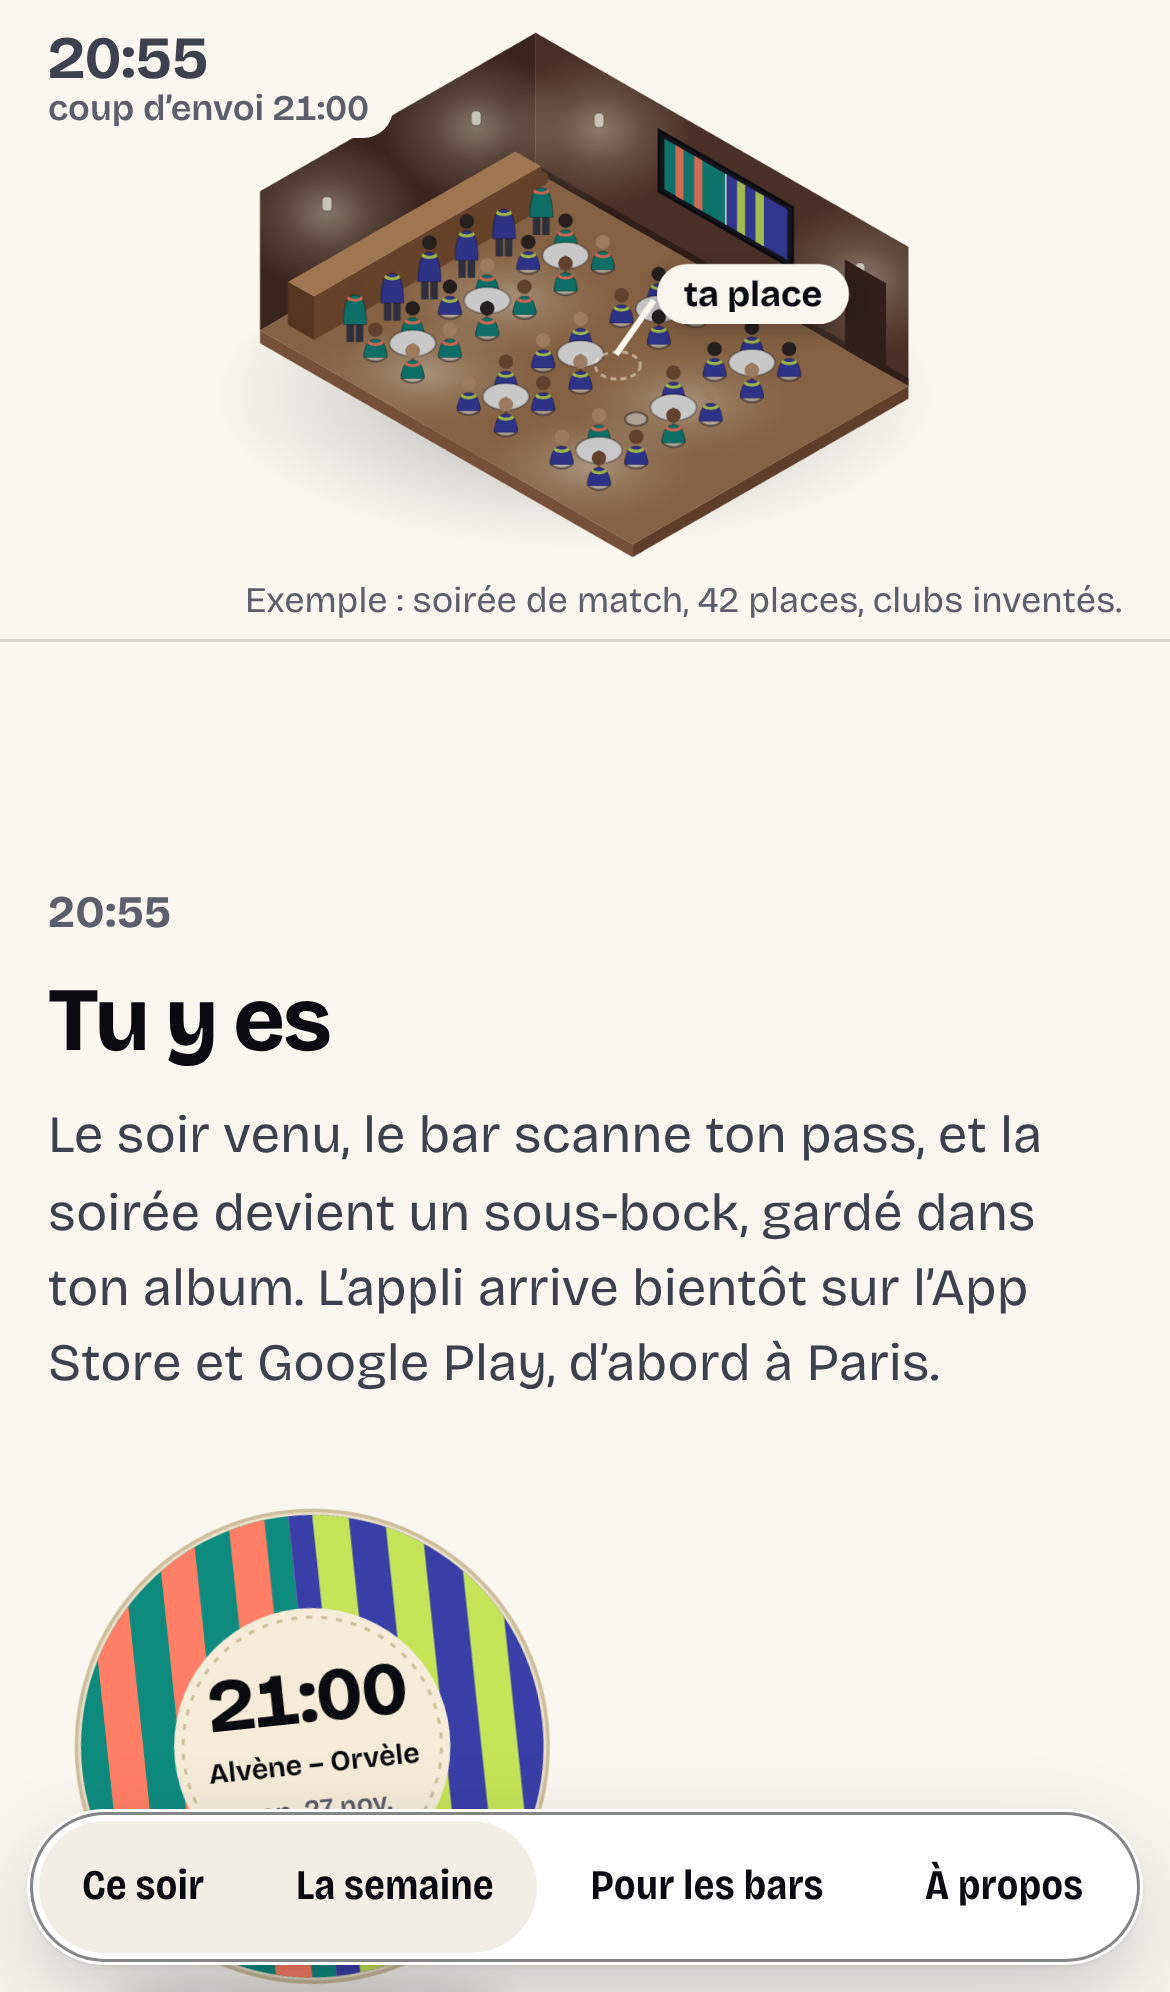 20:55
coup d’envoi 21:00
ta place
Exemple : soirée de match, 42 places, clubs inventés.
20:55
Tu y es
Le soir venu, le bar scanne ton pass, et la
soirée devient un sous-bock, gardé dans
ton album. L’appli arrive bientôt sur l’App
Store et Google Play, d’abord à Paris.
21:00
Alvène – Orvèle
27 nov.
Ce soir
La semaine
Pour les bars
À propos